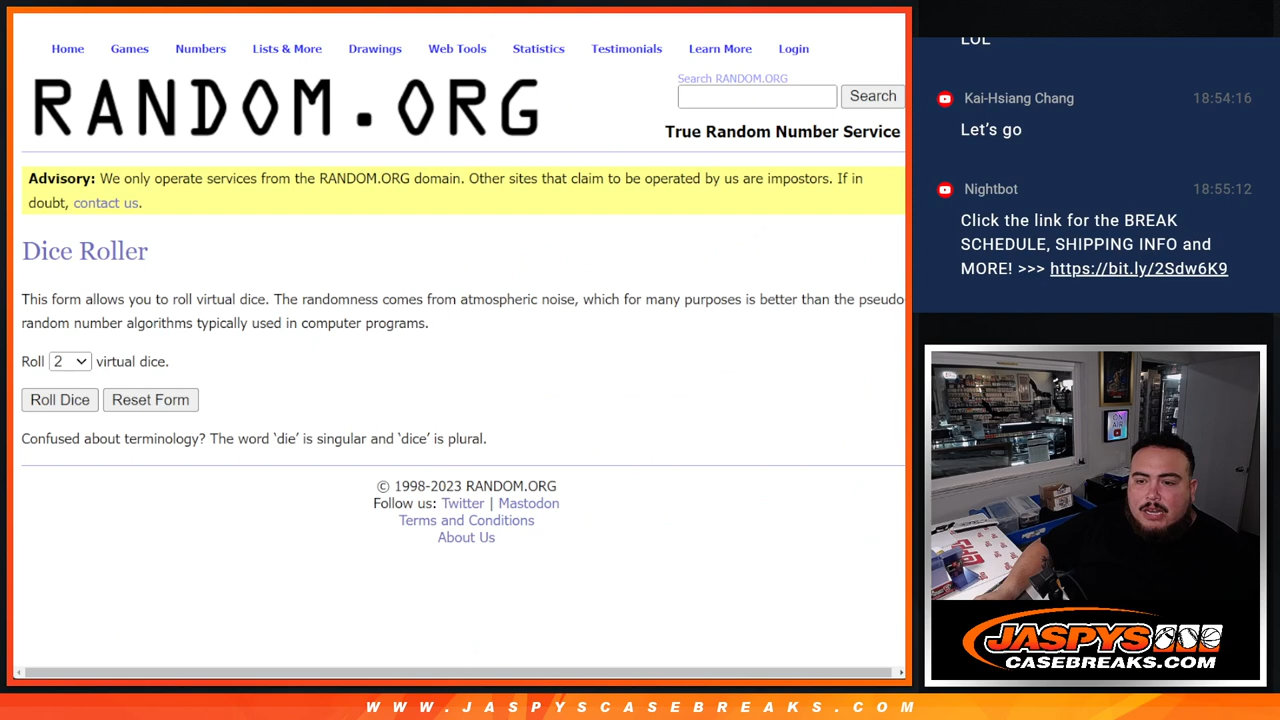 Home Games Numbers Lists & More Drawings Web Tools Statistics Testimonials Learn More Login
RANDOM.ORG
Search RANDOM.ORG
Search
True Random Number Service
Advisory: We only operate services from the RANDOM.ORG domain. Other sites that claim to be operated by us are impostors. If in
doubt, contact us.
Dice Roller
This form allows you to roll virtual dice. The randomness comes from atmospheric noise, which for many purposes is better than the pseudo-
random number algorithms typically used in computer programs.
Roll 2 virtual dice.
Roll Dice Reset Form
Confused about terminology? The word ‘die’ is singular and ‘dice’ is plural.
© 1998-2023 RANDOM.ORG
Follow us: Twitter | Mastodon
Terms and Conditions
About Us
LOL
Kai-Hsiang Chang 18:54:16
Let’s go
Nightbot 18:55:12
Click the link for the BREAK
SCHEDULE, SHIPPING INFO and
MORE! >>> https://bit.ly/2Sdw6K9
JASPYS
CASEBREAKS.COM
WWW.JASPYSCASEBREAKS.COM